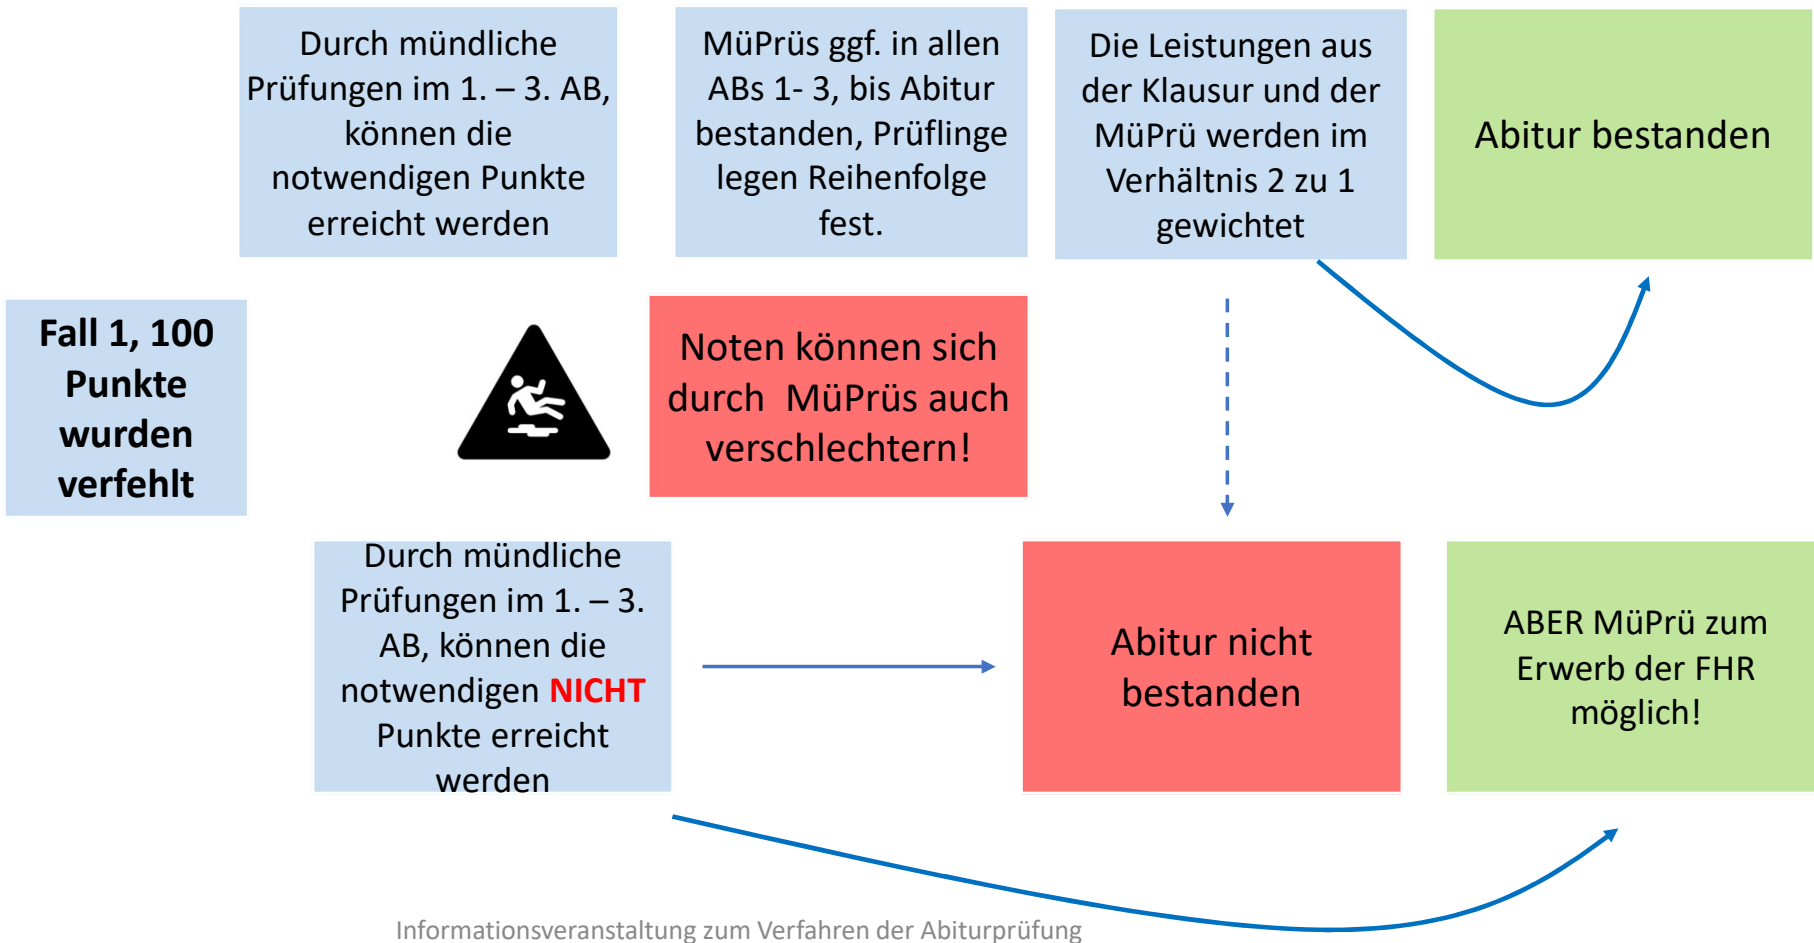 Durch mündliche
Prüfungen im 1. – 3. AB,
können die
notwendigen Punkte
erreicht werden
MüPrüs ggf. in allen
ABs 1- 3, bis Abitur
bestanden, Prüflinge
legen Reihenfolge
fest.
Die Leistungen aus
der Klausur und der
MüPrü werden im
Verhältnis 2 zu 1
gewichtet
Abitur bestanden
Fall 1, 100
Punkte
wurden
verfehlt
Noten können sich
durch  MüPrüs auch
verschlechtern!
Durch mündliche
Prüfungen im 1. – 3.
AB, können die
notwendigen NICHT
Punkte erreicht
werden
Abitur nicht
bestanden
ABER MüPrü zum
Erwerb der FHR
möglich!
Informationsveranstaltung zum Verfahren der Abiturprüfung